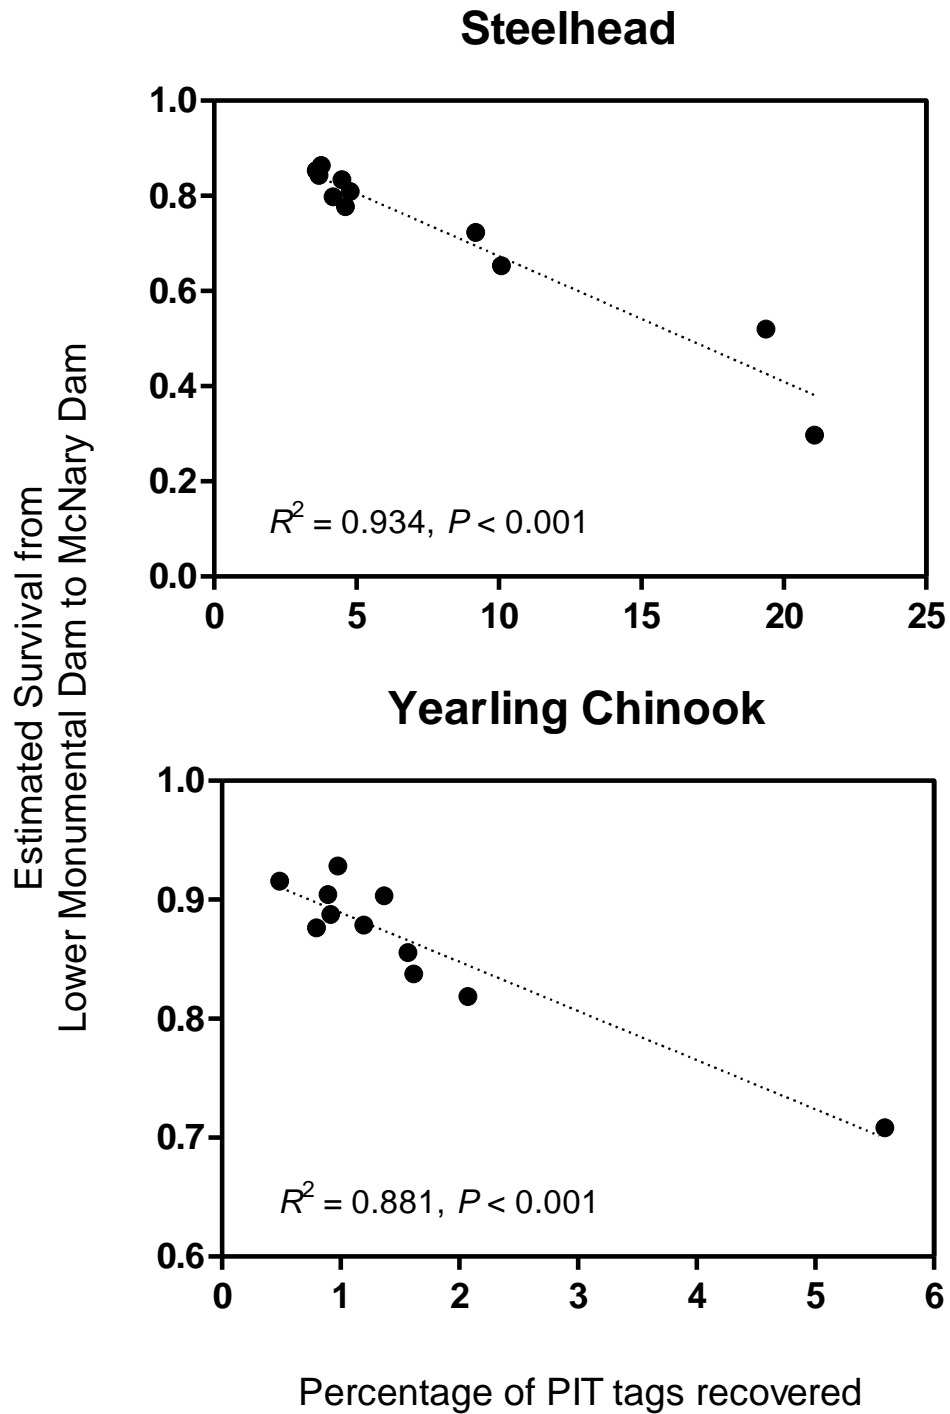 Steelhead
1.0
0.8
0.6
0.4
0.2
0.0
R² = 0.934, P < 0.001
0 5 10 15 20 25
Estimated Survival from
Lower Monumental Dam to McNary Dam
Yearling Chinook
1.0
0.9
0.8
0.7
0.6
R² = 0.881, P < 0.001
0 1 2 3 4 5 6
Percentage of PIT tags recovered